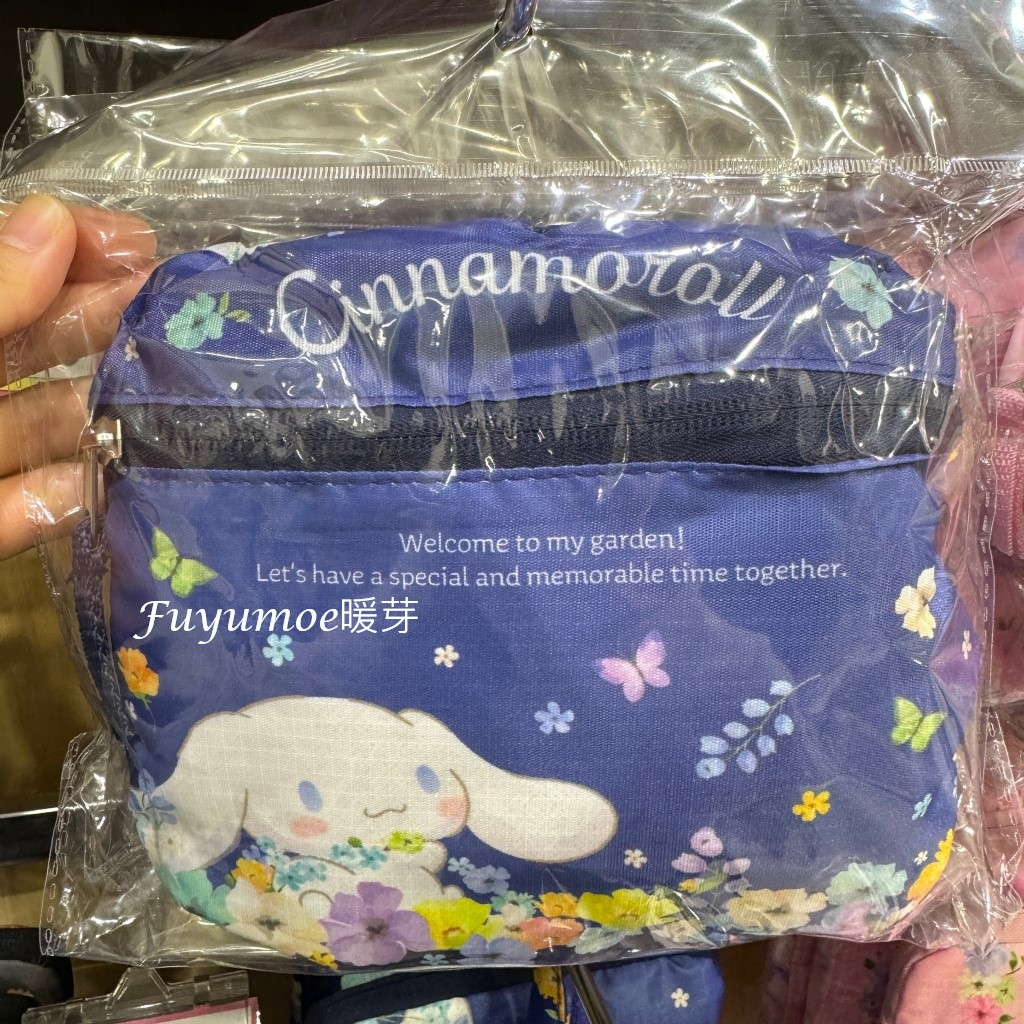 Cinnamoroll
Welcome to my garden!
Let's have a special and memorable time together.
Fuyumoe暖芽